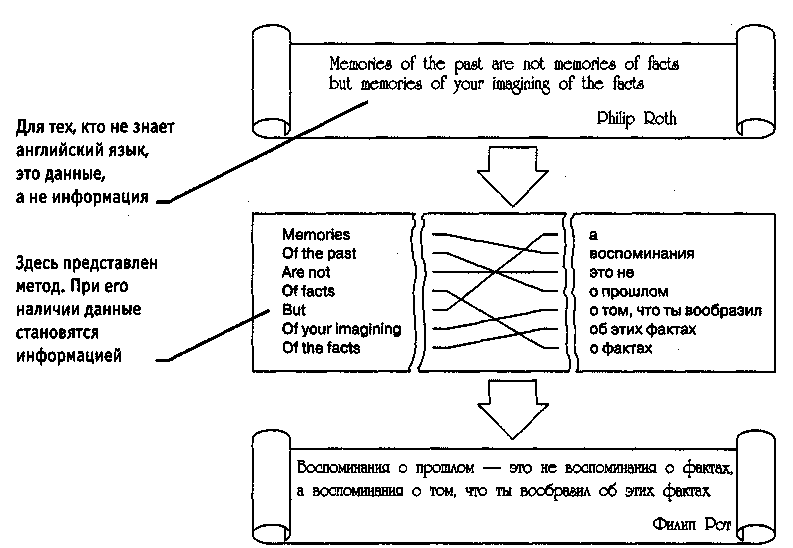 Memories of the past are not memories of facts
but memories of your imagining of the facts
Philip Roth
Для тех, кто не знает
английский язык,
это данные,
а не информация
Здесь представлен
метод. При его
наличии данные
становятся
информацией
Memories
Of the past
Are not
Of facts
But
Of your imagining
Of the facts
а
воспоминания
это не
о прошлом
о том, что ты вообразил
об этих фактах
о фактах
Воспоминания о прошлом — это не воспоминания о фактах,
а воспоминания о том, что ты вообразил об этих фактах
Филип Рот